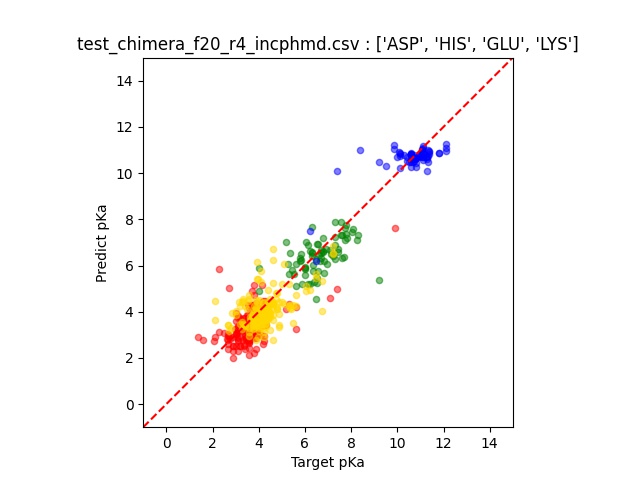 test_chimera_f20_r4_incphmd.csv : ['ASP', 'HIS', 'GLU', 'LYS']
14
12
10
8
6
4
2
0
Predict pKa
0 2 4 6 8 10 12 14
Target pKa